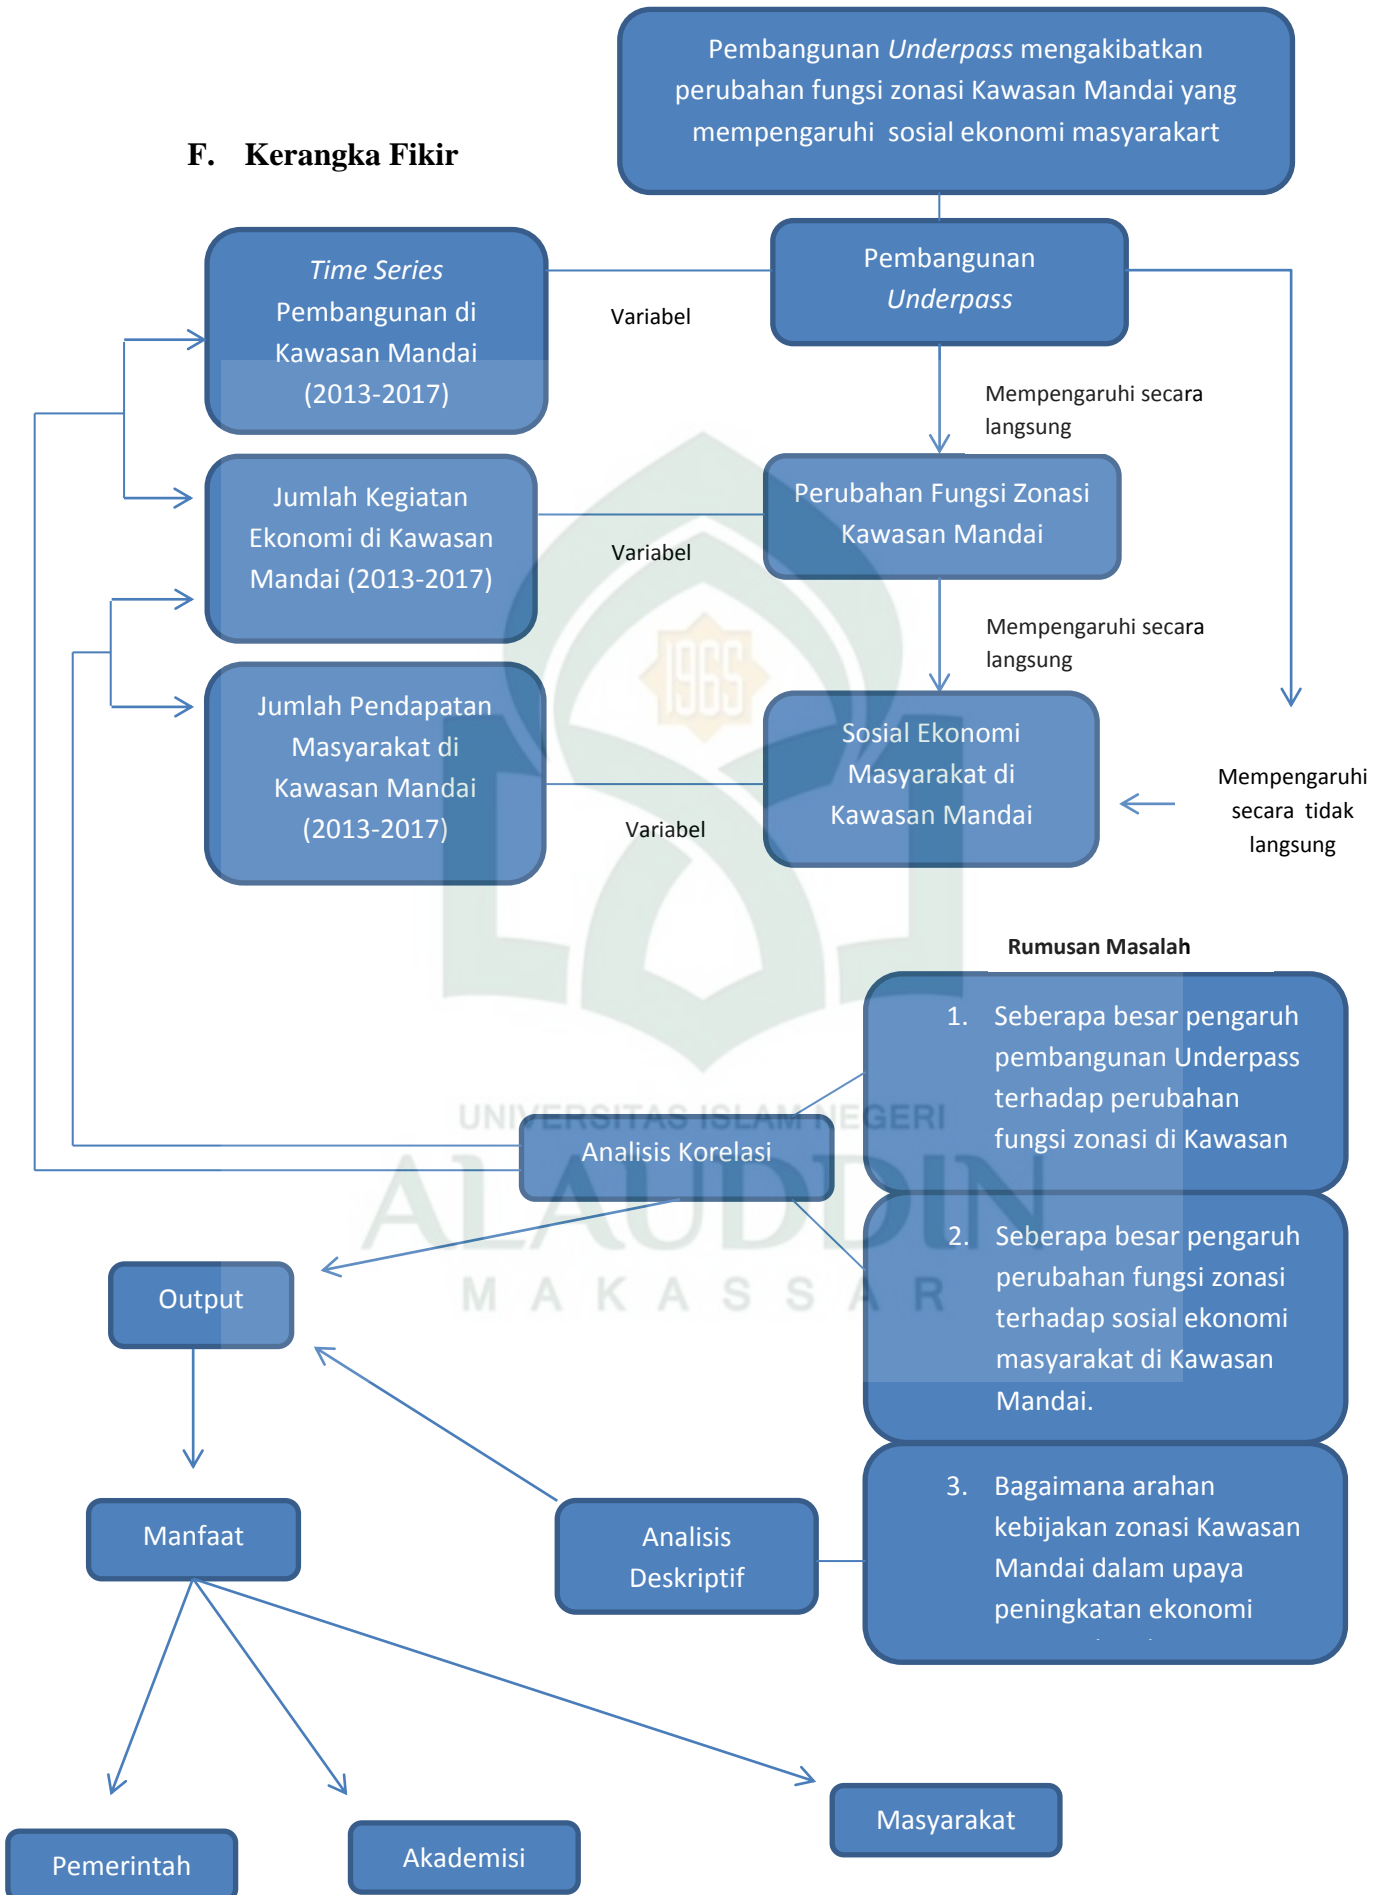 Pembangunan Underpass mengakibatkan
perubahan fungsi zonasi Kawasan Mandai yang
mempengaruhi sosial ekonomi masyarakart
F. Kerangka Fikir
Time Series
Pembangunan di
Kawasan Mandai
(2013-2017)
Variabel
Pembangunan
Underpass
Mempengaruhi secara
langsung
Jumlah Kegiatan
Ekonomi di Kawasan
Mandai (2013-2017)
Variabel
Perubahan Fungsi Zonasi
Kawasan Mandai
Mempengaruhi secara
langsung
Jumlah Pendapatan
Masyarakat di
Kawasan Mandai
(2013-2017)
Variabel
Sosial Ekonomi
Masyarakat di
Kawasan Mandai
Mempengaruhi
secara tidak
langsung
1965
Rumusan Masalah
1. Seberapa besar pengaruh
pembangunan Underpass
terhadap perubahan
fungsi zonasi di Kawasan
UNIVERSITAS ISLAM NEGERI
ALAUDDIN
MAKASSAR
Analisis Korelasi
2. Seberapa besar pengaruh
perubahan fungsi zonasi
terhadap sosial ekonomi
masyarakat di Kawasan
Mandai.
Output
3. Bagaimana arahan
kebijakan zonasi Kawasan
Mandai dalam upaya
peningkatan ekonomi
Analisis
Deskriptif
Manfaat
Pemerintah
Akademisi
Masyarakat